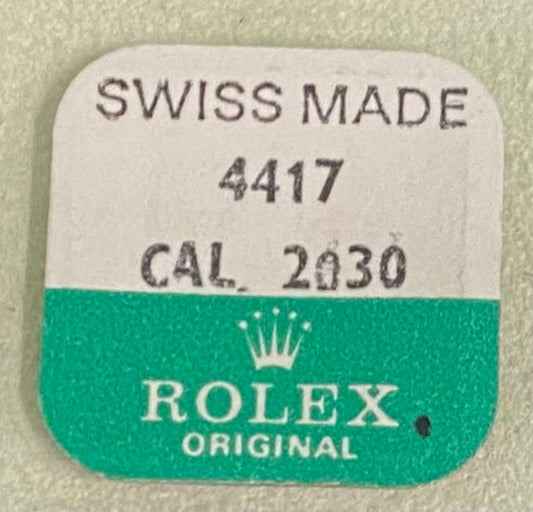 SWISS MADE
4417
CAL. 2030
ROLEX
ORIGINAL